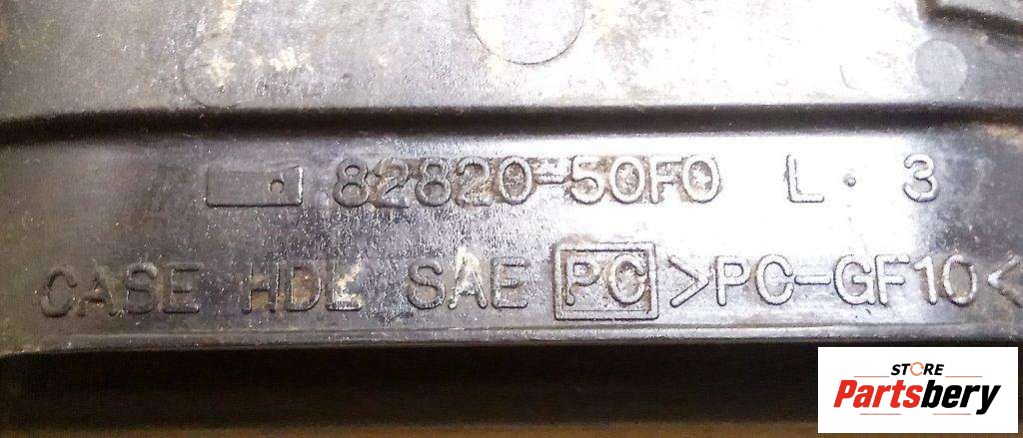 82820-50F0 L. 3
CASE HDL SAE PC >PC-GF10<
STORE
Partsbery